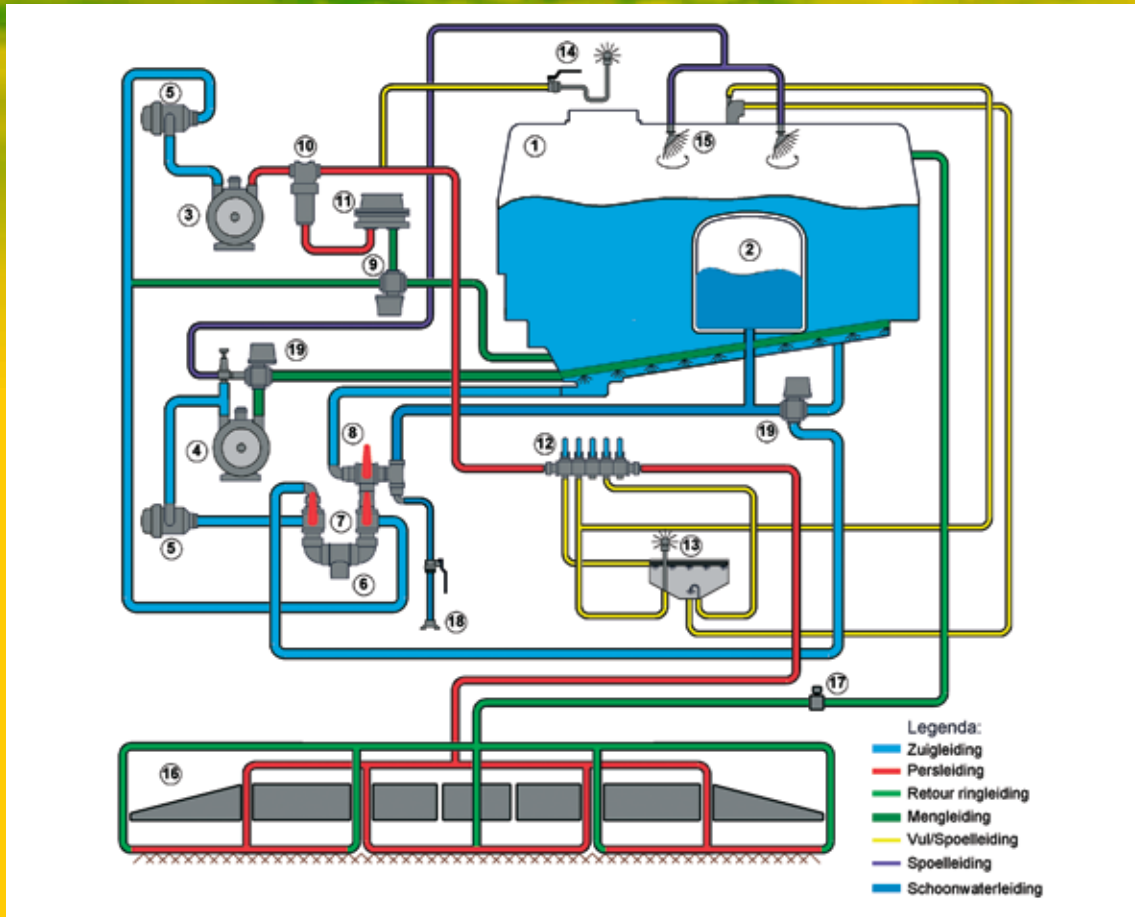 14
5
1
15
10
3
11
2
9
19
8
12
19
4
7
13
5
6
18
17
16
Legenda:
Zuigleiding
Persleiding
Retour ringleiding
Mengleiding
Vul/Spoelleiding
Spoelleiding
Schoonwaterleiding